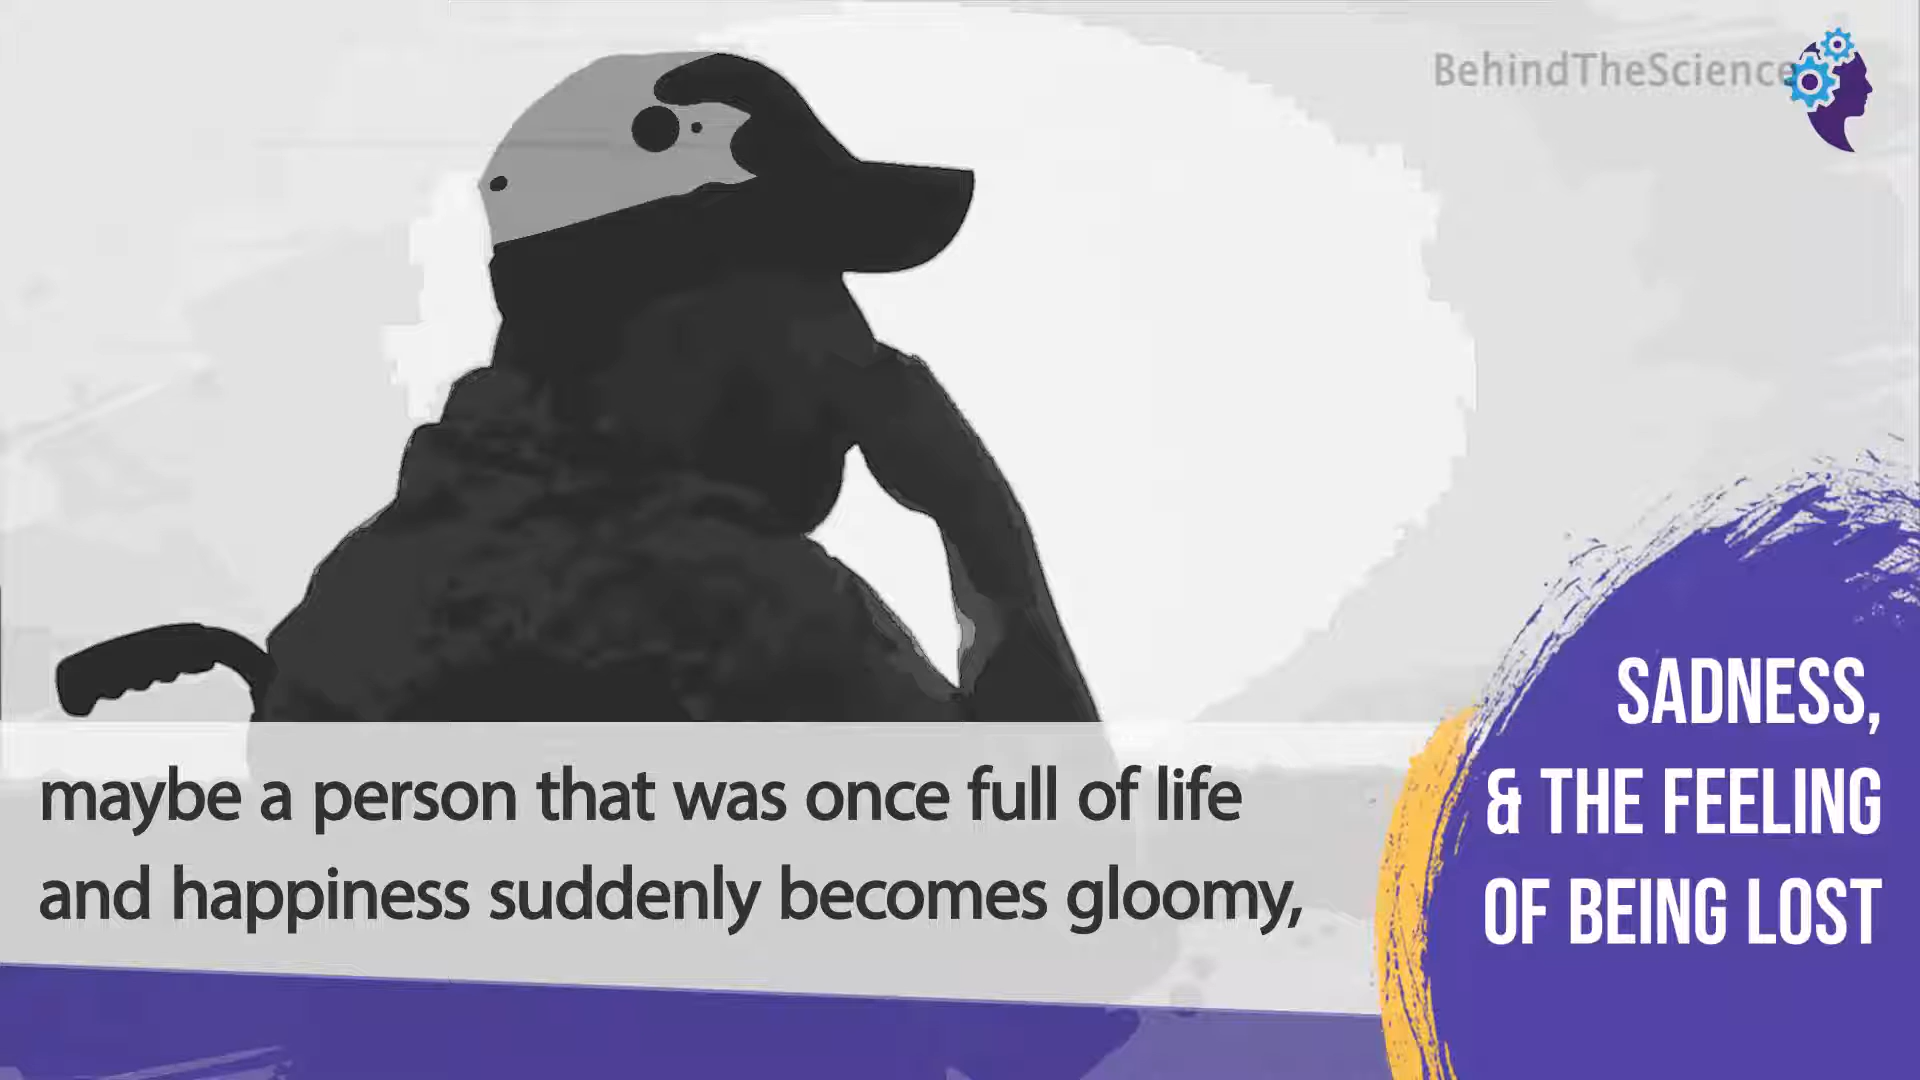 BehindTheScience
SADNESS,
& THE FEELING
OF BEING LOST
maybe a person that was once full of life
and happiness suddenly becomes gloomy,